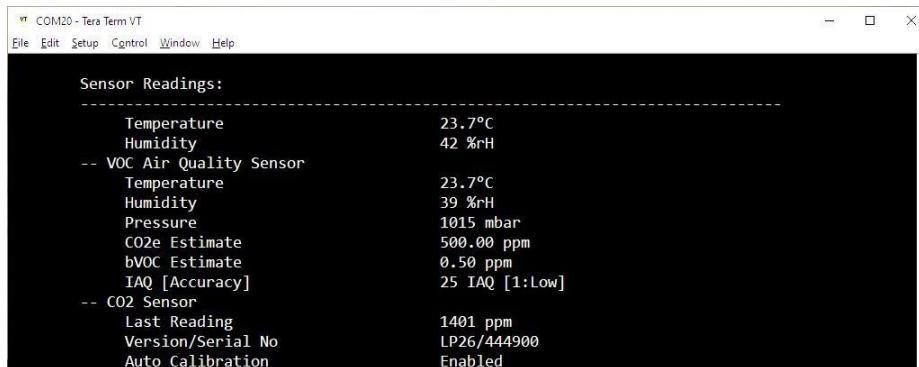 VT COM20 - Tera Term VT
File Edit Setup Control Window Help
Sensor Readings:
------------------------------------------------------------------------------
Temperature 23.7°C
Humidity 42 %rH
-- VOC Air Quality Sensor
Temperature 23.7°C
Humidity 39 %rH
Pressure 1015 mbar
CO2e Estimate 500.00 ppm
bVOC Estimate 0.50 ppm
IAQ [Accuracy] 25 IAQ [1:Low]
-- CO2 Sensor
Last Reading 1401 ppm
Version/Serial No LP26/444900
Auto Calibration Enabled